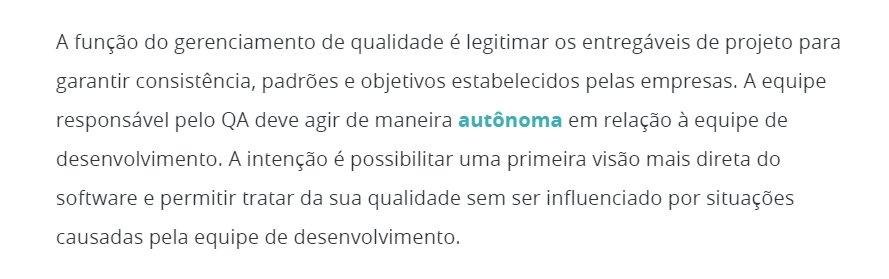 A função do gerenciamento de qualidade é legitimar os entregáveis de projeto para
garantir consistência, padrões e objetivos estabelecidos pelas empresas. A equipe
responsável pelo QA deve agir de maneira autônoma em relação à equipe de
desenvolvimento. A intenção é possibilitar uma primeira visão mais direta do
software e permitir tratar da sua qualidade sem ser influenciado por situações
causadas pela equipe de desenvolvimento.